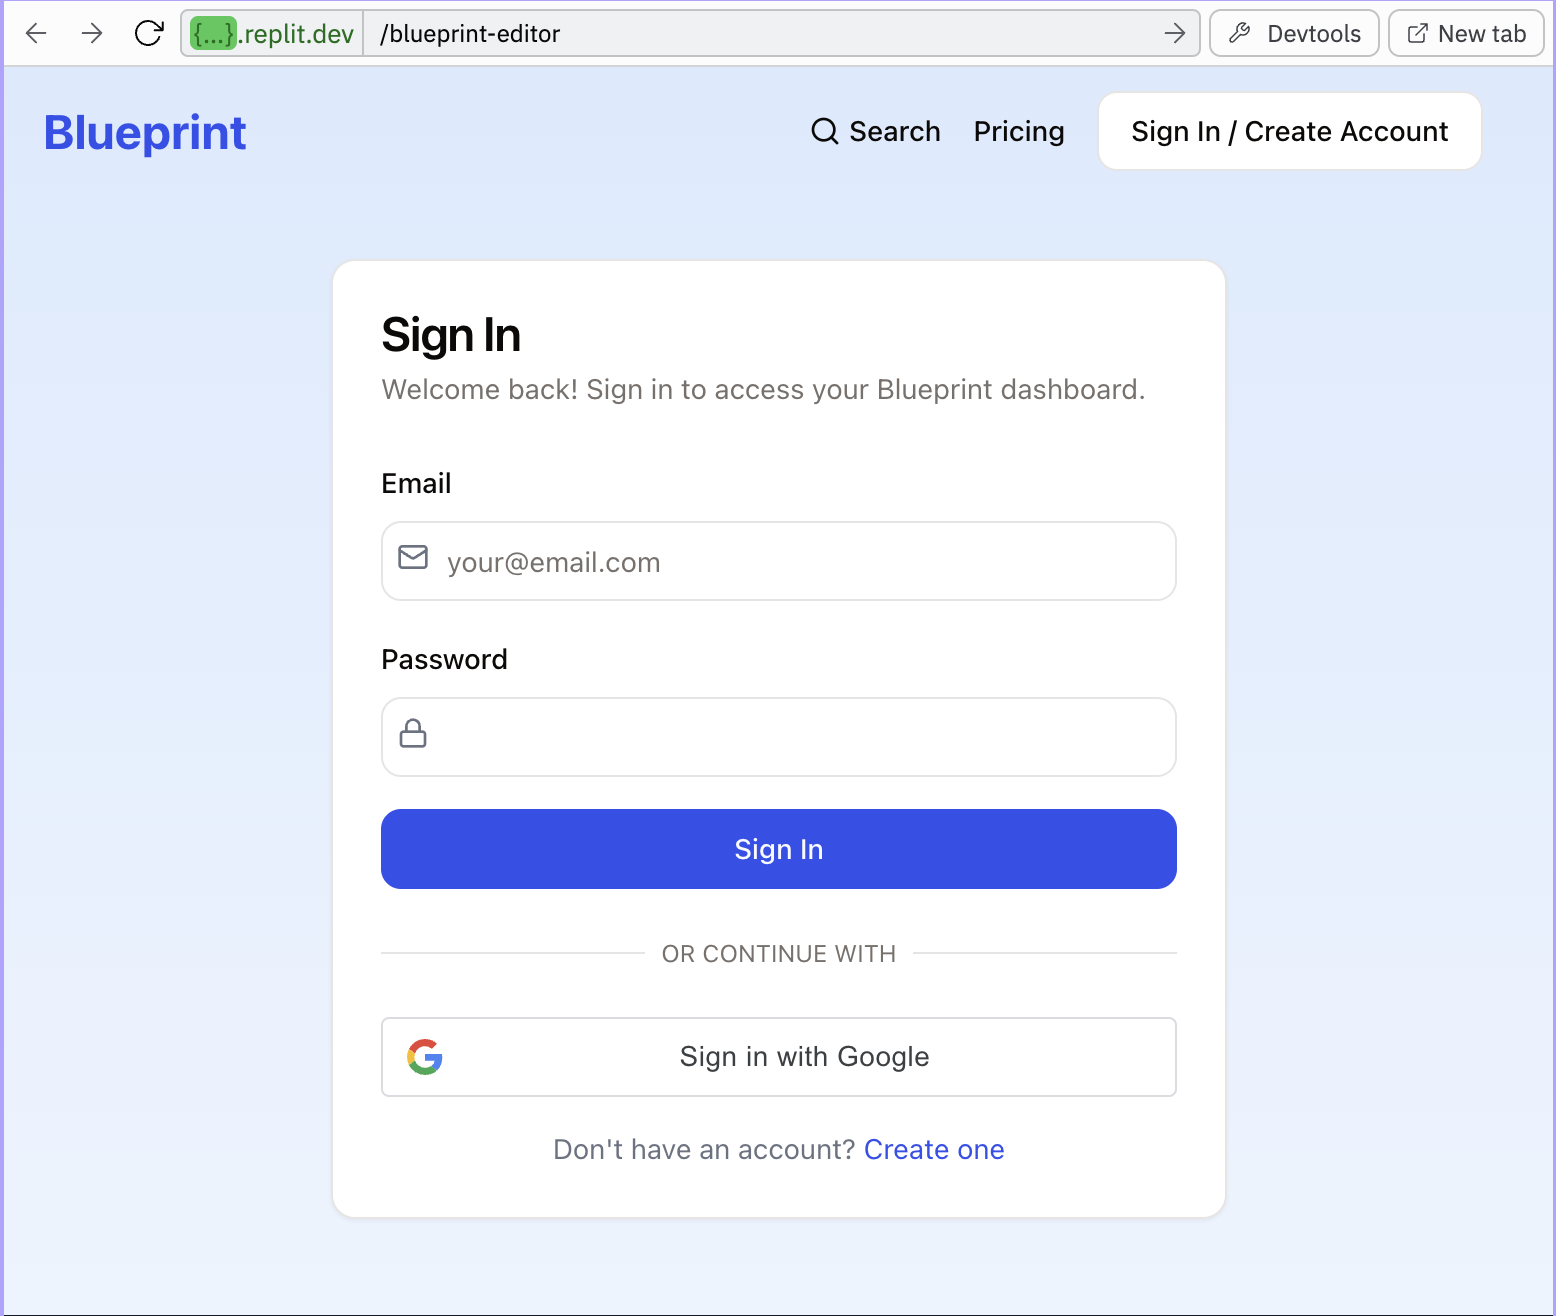 {...}.replit.dev /blueprint-editor Devtools New tab
Blueprint Search Pricing Sign In / Create Account
Sign In
Welcome back! Sign in to access your Blueprint dashboard.
Email
your@email.com
Password
Sign In
OR CONTINUE WITH
Sign in with Google
Don't have an account? Create one